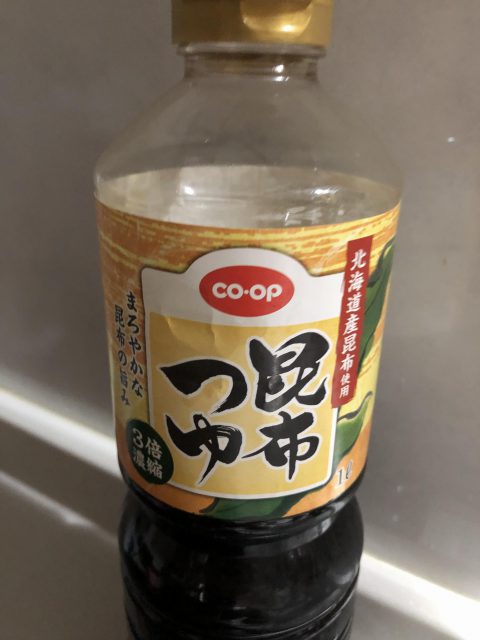 CO·OP
北海道産昆布使用
昆布
つゆ
まろやかな
昆布の旨み
3倍
濃縮
1ℓ